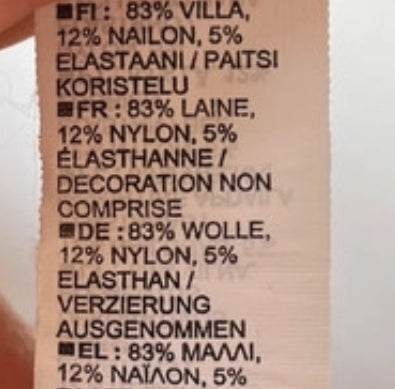 ■FI : 83% VILLA,
12% NAILON, 5%
ELASTAANI / PAITSI
KORISTELU
■FR : 83% LAINE,
12% NYLON, 5%
ÉLASTHANNE /
DECORATION NON
COMPRISE
■DE : 83% WOLLE,
12% NYLON, 5%
ELASTHAN /
VERZIERUNG
AUSGENOMMEN
■EL : 83% ΜΑΛΛΙ,
12% ΝΑΪΛΟΝ, 5%